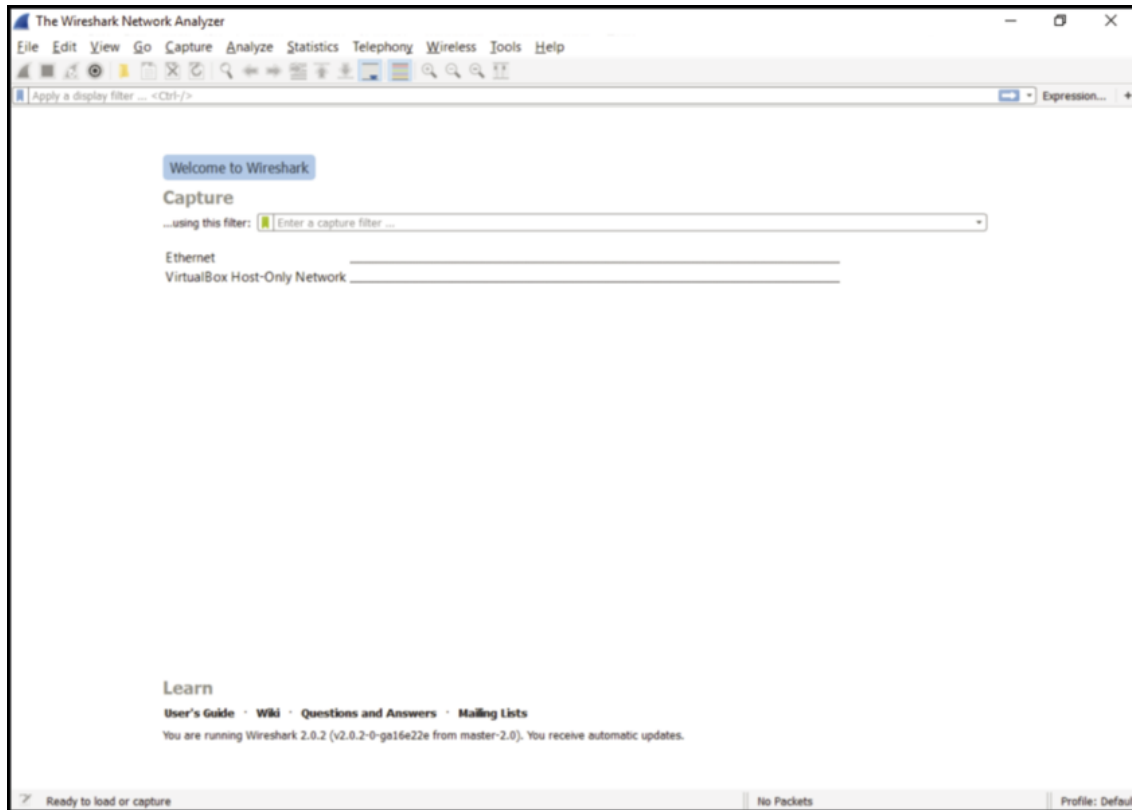 The Wireshark Network Analyzer
File Edit View Go Capture Analyze Statistics Telephony Wireless Tools Help
Apply a display filter ... <Ctrl-/>
Expression... +
Welcome to Wireshark
Capture
...using this filter: Enter a capture filter ...
Ethernet
VirtualBox Host-Only Network
Learn
User's Guide · Wiki · Questions and Answers · Mailing Lists
You are running Wireshark 2.0.2 (v2.0.2-0-ga16e22e from master-2.0). You receive automatic updates.
Ready to load or capture No Packets Profile: Defaul